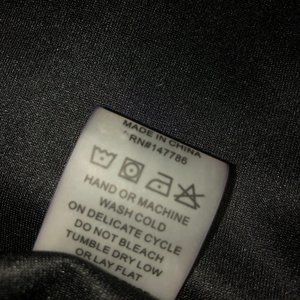 MADE IN CHINA
RN#147786
HAND OR MACHINE
WASH COLD
ON DELICATE CYCLE
DO NOT BLEACH
TUMBLE DRY LOW
OR LAY FLAT